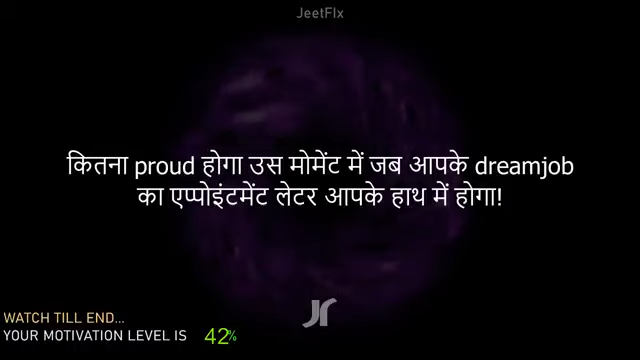 JeetFlx
कितना proud होगा उस मोमेंट में जब आपके dreamjob
का एप्पोइंटमेंट लेटर आपके हाथ में होगा!
WATCH TILL END...
YOUR MOTIVATION LEVEL IS 42%